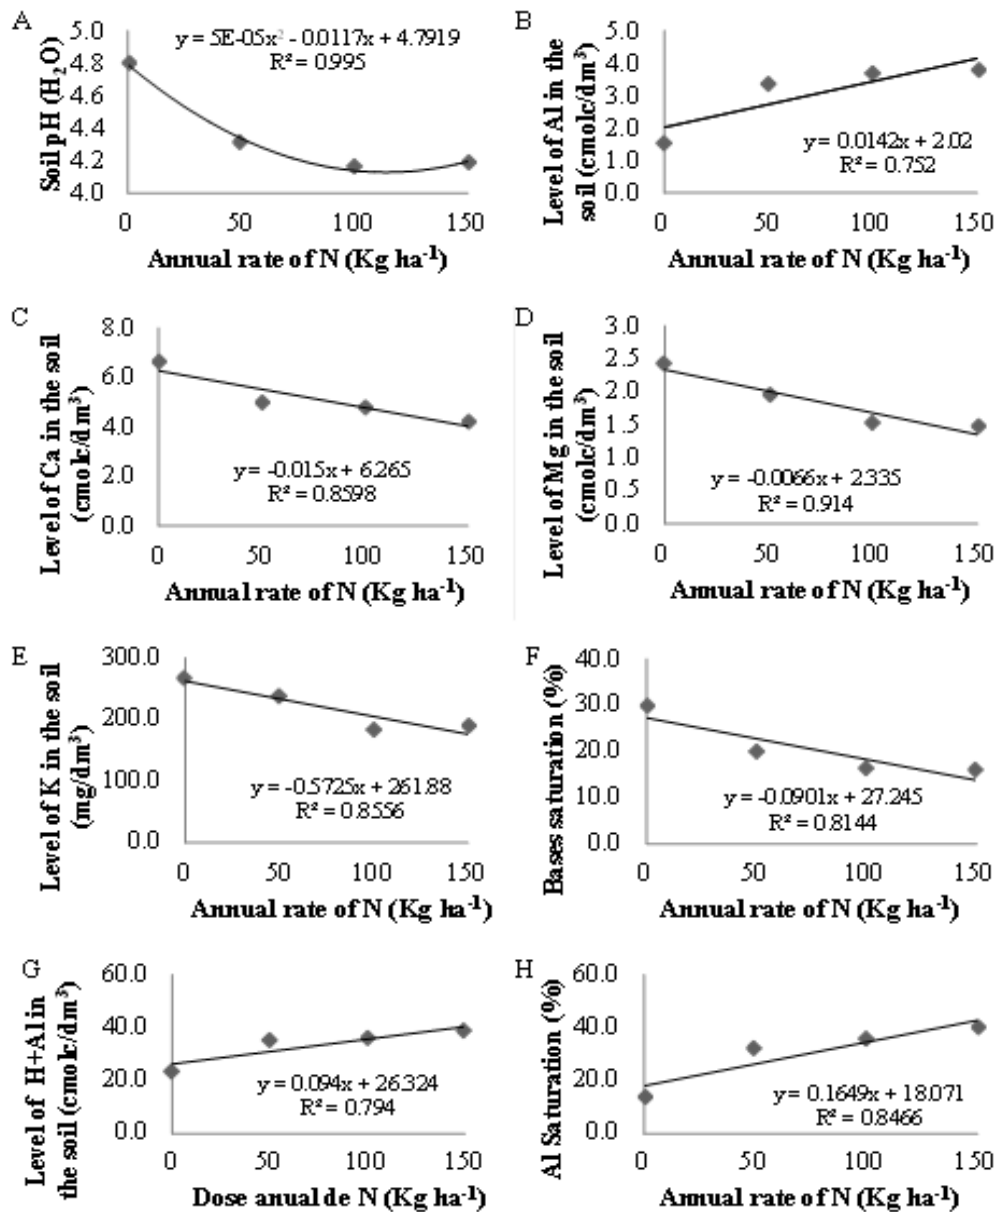 A
Soil pH (H₂O)
5.0
4.8
4.6
4.4
4.2
4.0
y = 5E-05x² - 0.0117x + 4.7919
R² = 0.995
0 50 100 150
Annual rate of N (Kg ha⁻¹)
B
Level of Al in the
soil (cmolc/dm³)
5.0
4.0
3.0
2.0
1.0
0.0
y = 0.0142x + 2.02
R² = 0.752
0 50 100 150
Annual rate of N (Kg ha⁻¹)
C
Level of Ca in the soil
(cmolc/dm³)
8.0
6.0
4.0
2.0
0.0
y = -0.015x + 6.265
R² = 0.8598
0 50 100 150
Annual rate of N (Kg ha⁻¹)
D
Level of Mg in the soil
(cmolc/dm³)
3.0
2.5
2.0
1.5
1.0
0.5
0.0
y = -0.0066x + 2.335
R² = 0.914
0 50 100 150
Annual rate of N (Kg ha⁻¹)
E
Level of K in the soil
(mg/dm³)
300.0
200.0
100.0
0.0
y = -0.5725x + 261.88
R² = 0.8556
0 50 100 150
Annual rate of N (Kg ha⁻¹)
F
Bases saturation (%)
40.0
30.0
20.0
10.0
0.0
y = -0.0901x + 27.245
R² = 0.8144
0 50 100 150
Annual rate of N (Kg ha⁻¹)
G
Level of H+Al in
the soil (cmolc/dm³)
60.0
40.0
20.0
0.0
y = 0.094x + 26.324
R² = 0.794
0 50 100 150
Dose anual de N (Kg ha⁻¹)
H
Al Saturation (%)
60.0
40.0
20.0
0.0
y = 0.1649x + 18.071
R² = 0.8466
0 50 100 150
Annual rate of N (Kg ha⁻¹)